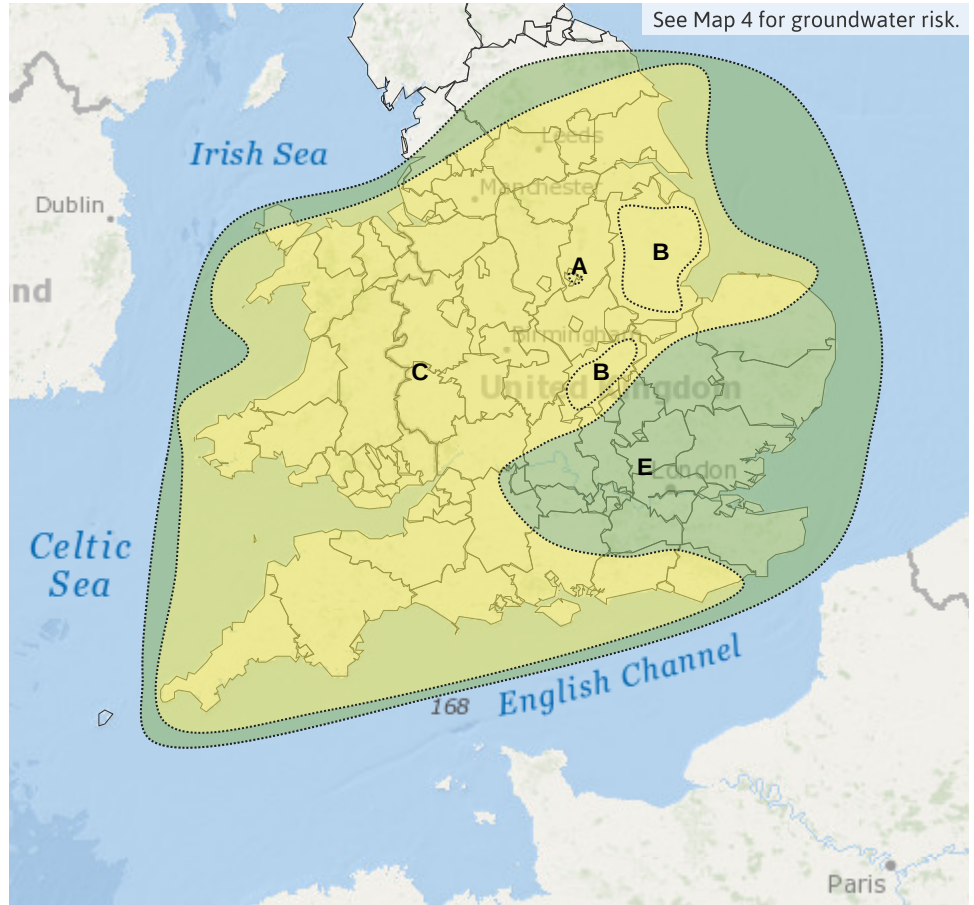 See Map 4 for groundwater risk.
Leeds
Irish Sea
Manchester
Dublin
B
A
nd
Birmingham
C
B
United Kingdom
E
London
Celtic
Sea
English Channel
168
Paris